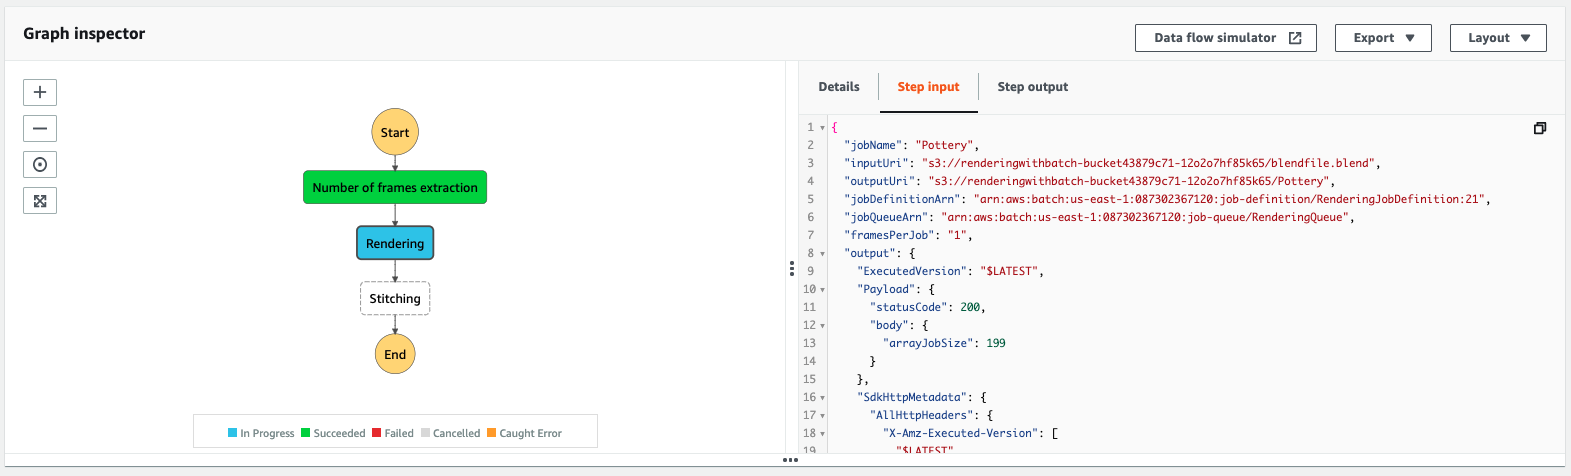 Graph inspector
Data flow simulator
Export
Layout
Start
Number of frames extraction
Rendering
Stitching
End
In Progress Succeeded Failed Cancelled Caught Error
Details Step input Step output
1 {
2 "jobName": "Pottery",
3 "inputUri": "s3://renderingwithbatch-bucket43879c71-12o2o7hf85k65/blendfile.blend",
4 "outputUri": "s3://renderingwithbatch-bucket43879c71-12o2o7hf85k65/Pottery",
5 "jobDefinitionArn": "arn:aws:batch:us-east-1:087302367120:job-definition/RenderingJobDefinition:21",
6 "jobQueueArn": "arn:aws:batch:us-east-1:087302367120:job-queue/RenderingQueue",
7 "framesPerJob": "1",
8 "output": {
9 "ExecutedVersion": "$LATEST",
10 "Payload": {
11 "statusCode": 200,
12 "body": {
13 "arrayJobSize": 199
14 }
15 },
16 "SdkHttpMetadata": {
17 "AllHttpHeaders": {
18 "X-Amz-Executed-Version": [
19 "$LATEST"